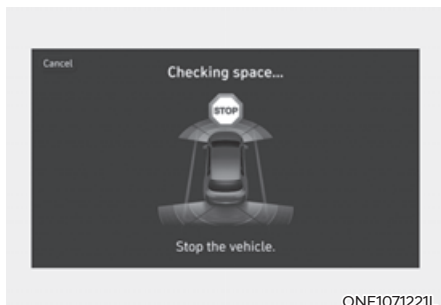 Cancel
Checking space...
STOP
Stop the vehicle.
ONE1071221L